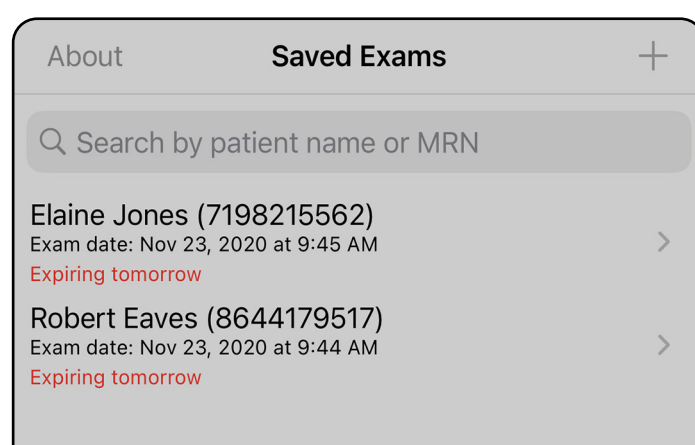 About
Saved Exams
Search by patient name or MRN
Elaine Jones (7198215562)
Exam date: Nov 23, 2020 at 9:45 AM
Expiring tomorrow
Robert Eaves (8644179517)
Exam date: Nov 23, 2020 at 9:44 AM
Expiring tomorrow